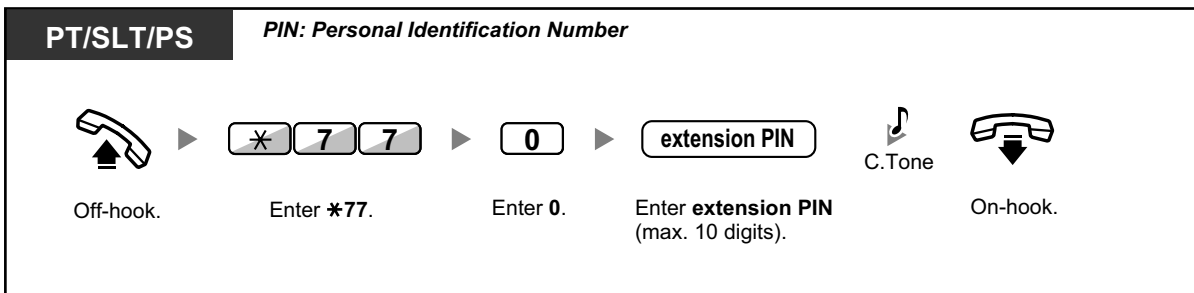 PT/SLT/PS
PIN: Personal Identification Number
* 7 7
0
extension PIN
C.Tone
Off-hook.
Enter *77.
Enter 0.
Enter extension PIN
(max. 10 digits).
On-hook.